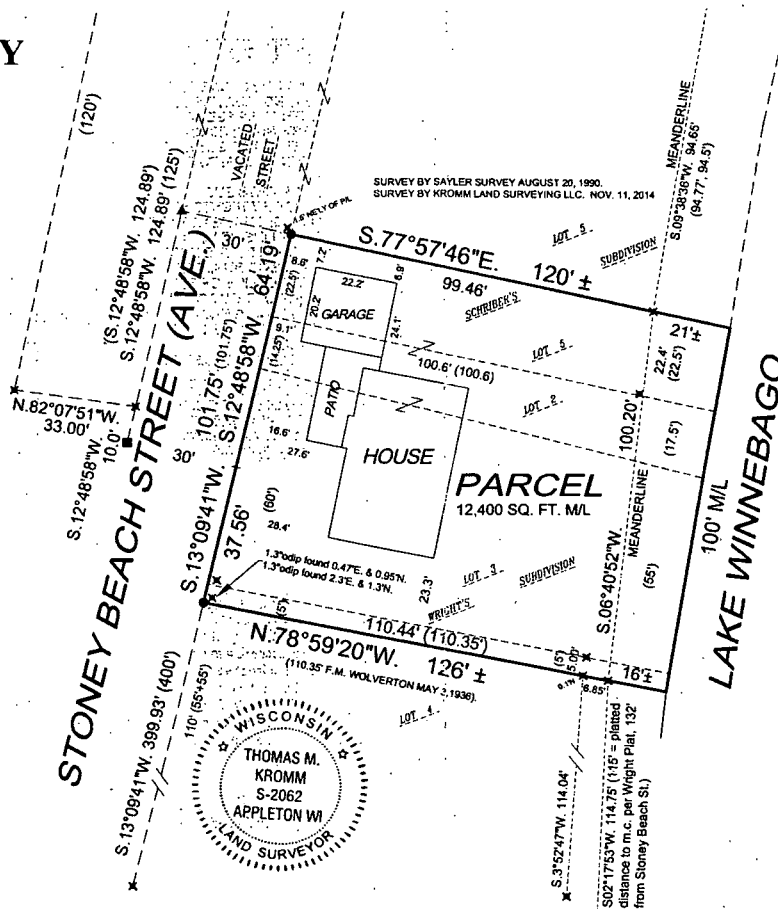 Y
(120')
VACATED
STREET
SURVEY BY SAYLER SURVEY AUGUST 20, 1990.
SURVEY BY KROMM LAND SURVEYING LLC. NOV. 11, 2014
MEANDERLINE
S.09°38'36"W. 94.65'
(94.77' 94.5')
(S.12°48'58"W. 124.89')
S.12°48'58"W. 124.89' (125')
30'
S.77°57'46"E. 120' ±
99.46'
LOT 5
SUBDIVISION
SCHRIBER'S
64.19'
8.6'
7.2'
(22.5')
22.2'
6.9'
GARAGE
20.2'
24.1'
9.1'
(14.25')
21'±
22.4'
(22.5')
LOT 5
100.6' (100.6)
LOT 2
PATIO
101.75' (101.75')
S.12°48'58"W.
N.82°07'51"W.
33.00'
10.0'
S.12°48'58"W.
30'
16.6'
27.6'
HOUSE
100.20'
(17.5')
PARCEL
12,400 SQ. FT. M/L
MEANDERLINE
100' M/L
LAKE WINNEBAGO
STONEY BEACH STREET (AVE.)
S.13°09'41"W.
37.56'
(60')
28.4'
1.3"odip found 0.47'E. & 0.95'N.
1.3"odip found 2.3'E. & 1.3'N.
23.3'
LOT 3
SUHDIVISION
WRIGHT'S
S.06°40'52"W.
(55')
(5')
110.44' (110.35')
N.78°59'20"W. 126' ±
(110.35' F.M. WOLVERTON MAY 2,1936).
(5')
5.00'
16'±
0.1'N
6.85'
LOT 4
110' (55'+55')
S.13°09'41"W. 399.93' (400')
WISCONSIN
THOMAS M.
KROMM
S-2062
APPLETON WI
LAND SURVEYOR
S.3°52'47"W. 114.04'
S02°17'53"W. 114.75' (115' = platted
distance to m.c. per Wright Plat, 132'
from Stoney Beach St.)